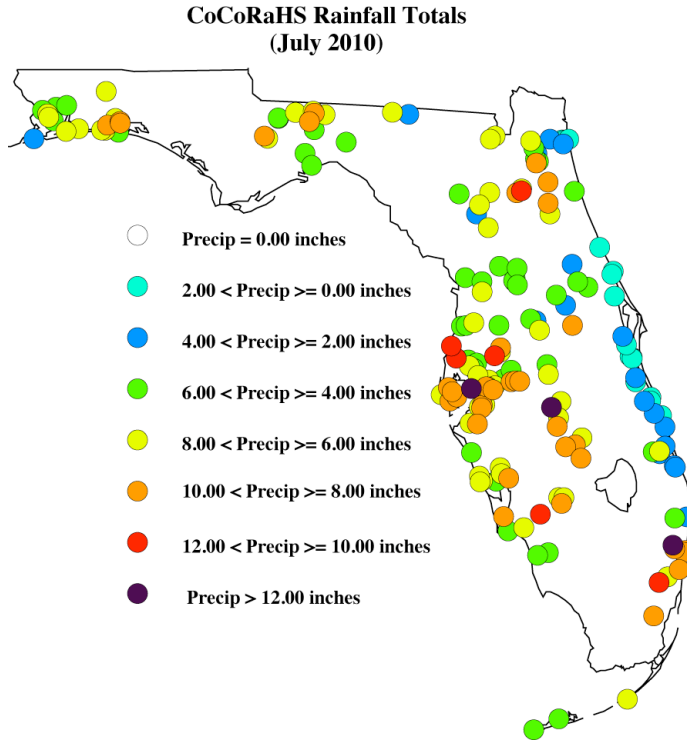 CoCoRaHS Rainfall Totals
(July 2010)
Precip = 0.00 inches
2.00 < Precip >= 0.00 inches
4.00 < Precip >= 2.00 inches
6.00 < Precip >= 4.00 inches
8.00 < Precip >= 6.00 inches
10.00 < Precip >= 8.00 inches
12.00 < Precip >= 10.00 inches
Precip > 12.00 inches